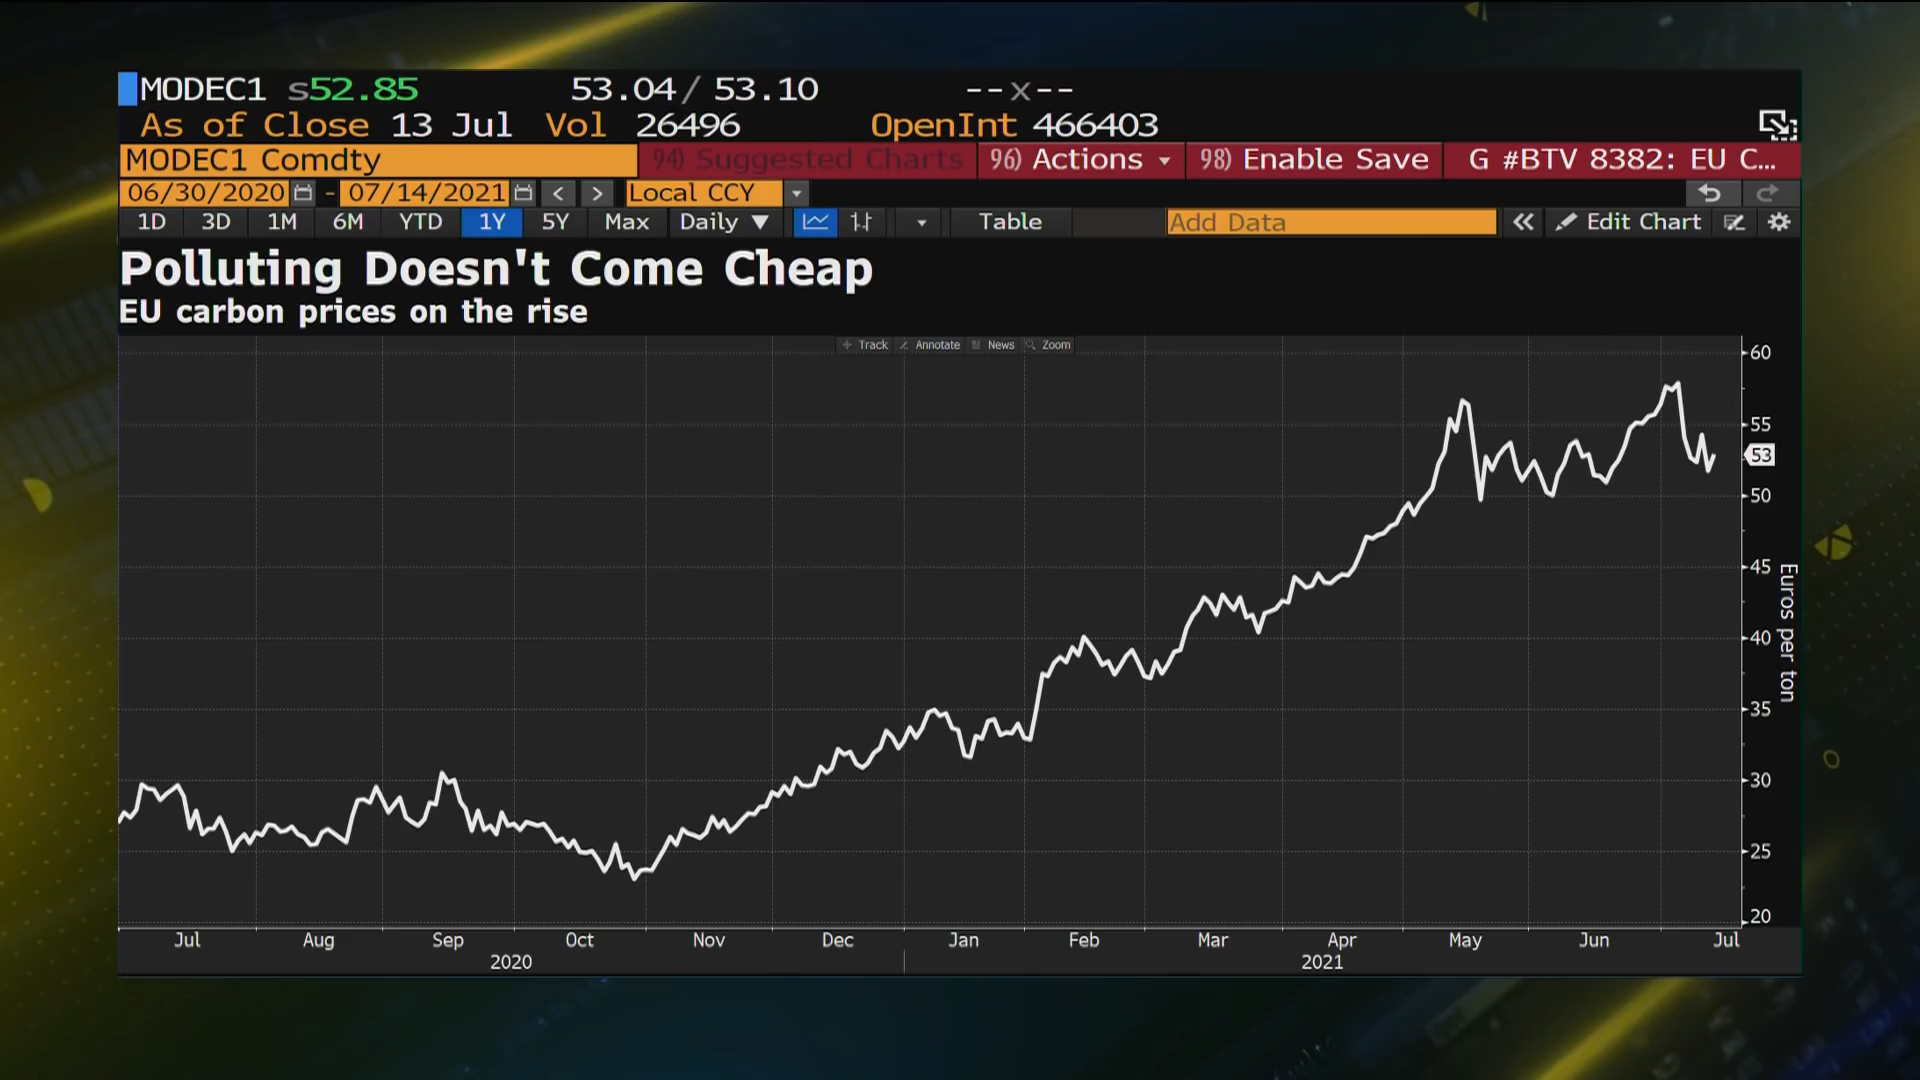 MODEC1 s52.85 53.04/ 53.10 --x--
As of Close 13 Jul Vol 26496 OpenInt 466403
MODEC1 Comdty 94) Suggested Charts 96) Actions 98) Enable Save G #BTV 8382: EU C...
06/30/2020 - 07/14/2021 < > Local CCY
1D 3D 1M 6M YTD 1Y 5Y Max Daily Table Add Data « Edit Chart
Polluting Doesn't Come Cheap
EU carbon prices on the rise
Track Annotate News Zoom
60
55
53
50
45
40
35
30
25
20
Euros per ton
Jul Aug Sep Oct Nov Dec Jan Feb Mar Apr May Jun Jul
2020 2021